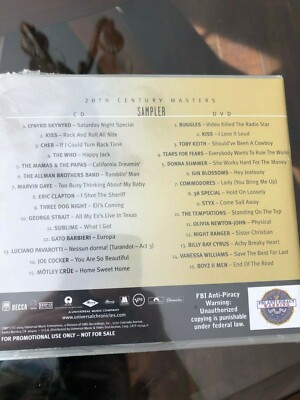 20TH CENTURY MASTERS
SAMPLER
CD
1. LYNYRD SKYNYRD – Saturday Night Special
2. KISS – Rock And Roll All Nite
3. CHER – If I Could Turn Back Time
4. THE WHO – Happy Jack
5. THE MAMAS & THE PAPAS – California Dreamin'
6. THE ALLMAN BROTHERS BAND – Ramblin' Man
7. MARVIN GAYE – Too Busy Thinking About My Baby
8. ERIC CLAPTON – I Shot The Sheriff
9. THREE DOG NIGHT – Eli's Coming
10. GEORGE STRAIT – All My Ex's Live in Texas
11. SUBLIME – What I Got
12. GATO BARBIERI – Europa
13. LUCIANO PAVAROTTI – Nessun dorma! (Turandot – Act 3)
14. JOE COCKER – You Are So Beautiful
15. MÖTLEY CRÜE – Home Sweet Home
DVD
1. BUGGLES – Video Killed The Radio Star
2. KISS – I Love It Loud
3. TOBY KEITH – Should've Been A Cowboy
4. TEARS FOR FEARS – Everybody Wants To Rule The World
5. DONNA SUMMER – She Works Hard For The Money
6. GIN BLOSSOMS – Hey Jealousy
7. COMMODORES – Lady (You Bring Me Up)
8. 38 SPECIAL – Hold On Loosely
9. STYX – Come Sail Away
10. THE TEMPTATIONS – Standing On The Top
11. OLIVIA NEWTON-JOHN – Physical
12. NIGHT RANGER – Sister Christian
13. BILLY RAY CYRUS – Achy Breaky Heart
14. VANESSA WILLIAMS – Save The Best For Last
15. BOYZ II MEN – End Of The Road
DECCA
A UNIVERSAL MUSIC COMPANY
www.universalchronicles.com
FOR PROMOTIONAL USE ONLY - NOT FOR SALE
FBI Anti-Piracy
Warning:
Unauthorized
copying is punishable
under federal law.